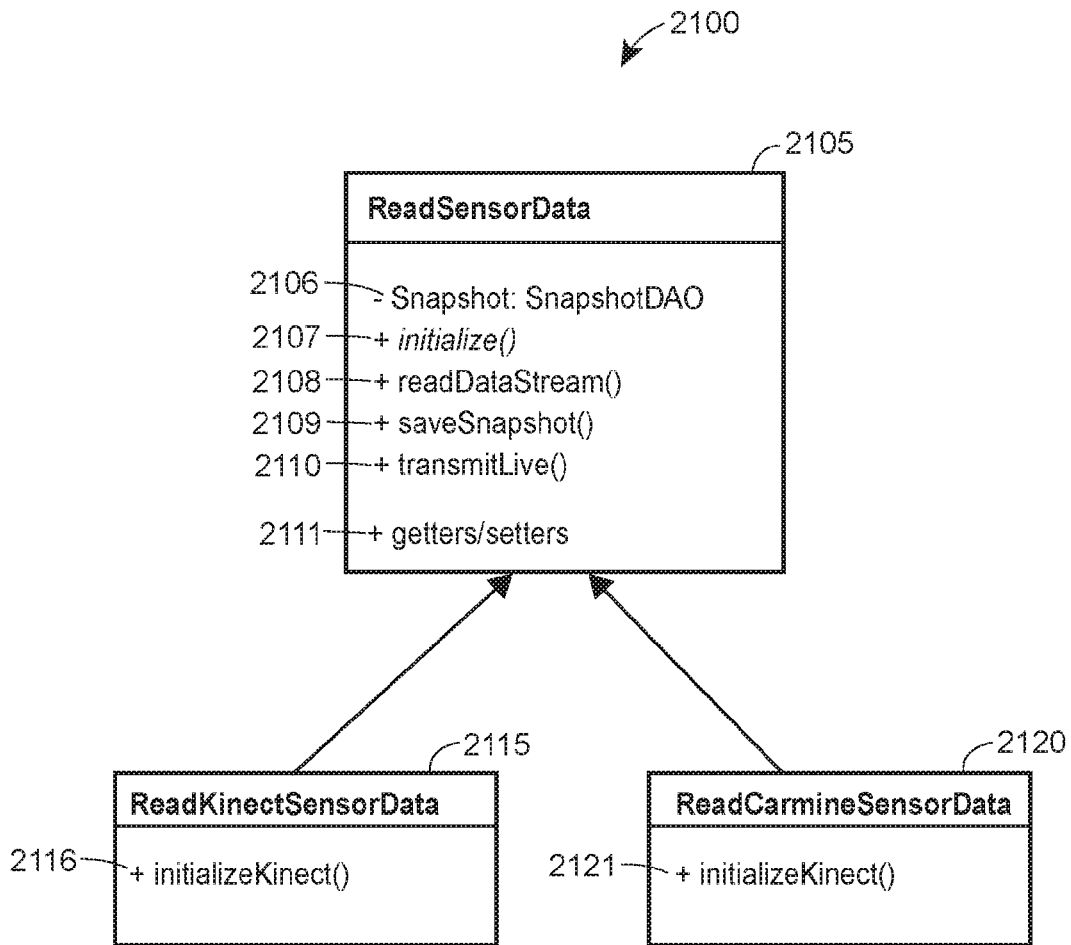 2100
2105
ReadSensorData
2106 - Snapshot: SnapshotDAO
2107 + initialize()
2108 + readDataStream()
2109 + saveSnapshot()
2110 + transmitLive()
2111 + getters/setters
2115
2120
ReadKinectSensorData
ReadCarmineSensorData
2116 + initializeKinect()
2121 + initializeKinect()